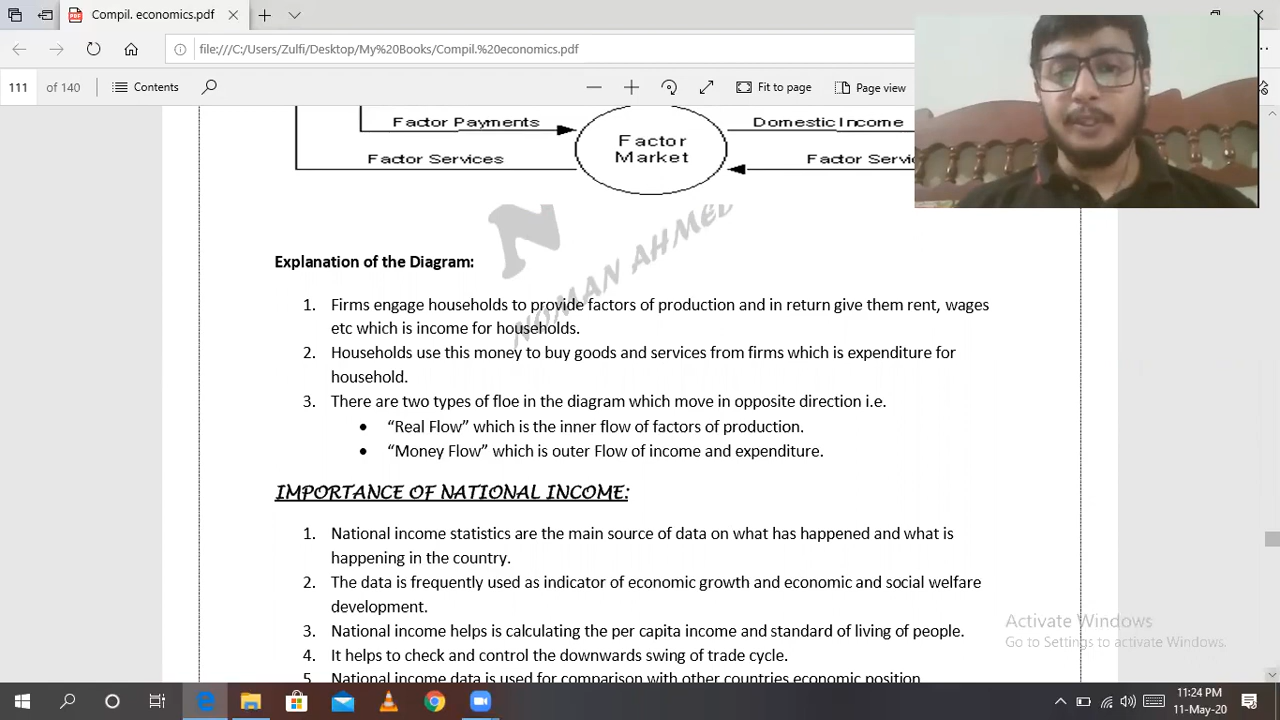 Compil. economics.pdf
file:///C:/Users/Zulfi/Desktop/My%20Books/Compil.%20economics.pdf
111 of 140 Contents Fit to page Page view
Factor Payments
Factor Market
Domestic Income
Factor Services
Factor Servi
N
NOMAN AHMED
Explanation of the Diagram:
1. Firms engage households to provide factors of production and in return give them rent, wages
etc which is income for households.
2. Households use this money to buy goods and services from firms which is expenditure for
household.
3. There are two types of floe in the diagram which move in opposite direction i.e.
• “Real Flow” which is the inner flow of factors of production.
• “Money Flow” which is outer Flow of income and expenditure.
IMPORTANCE OF NATIONAL INCOME:
1. National income statistics are the main source of data on what has happened and what is
happening in the country.
2. The data is frequently used as indicator of economic growth and economic and social welfare
development.
3. National income helps is calculating the per capita income and standard of living of people.
4. It helps to check and control the downwards swing of trade cycle.
5. National income data is used for comparison with other countries economic position
Activate Windows
Go to Settings to activate Windows.
11:24 PM
11-May-20